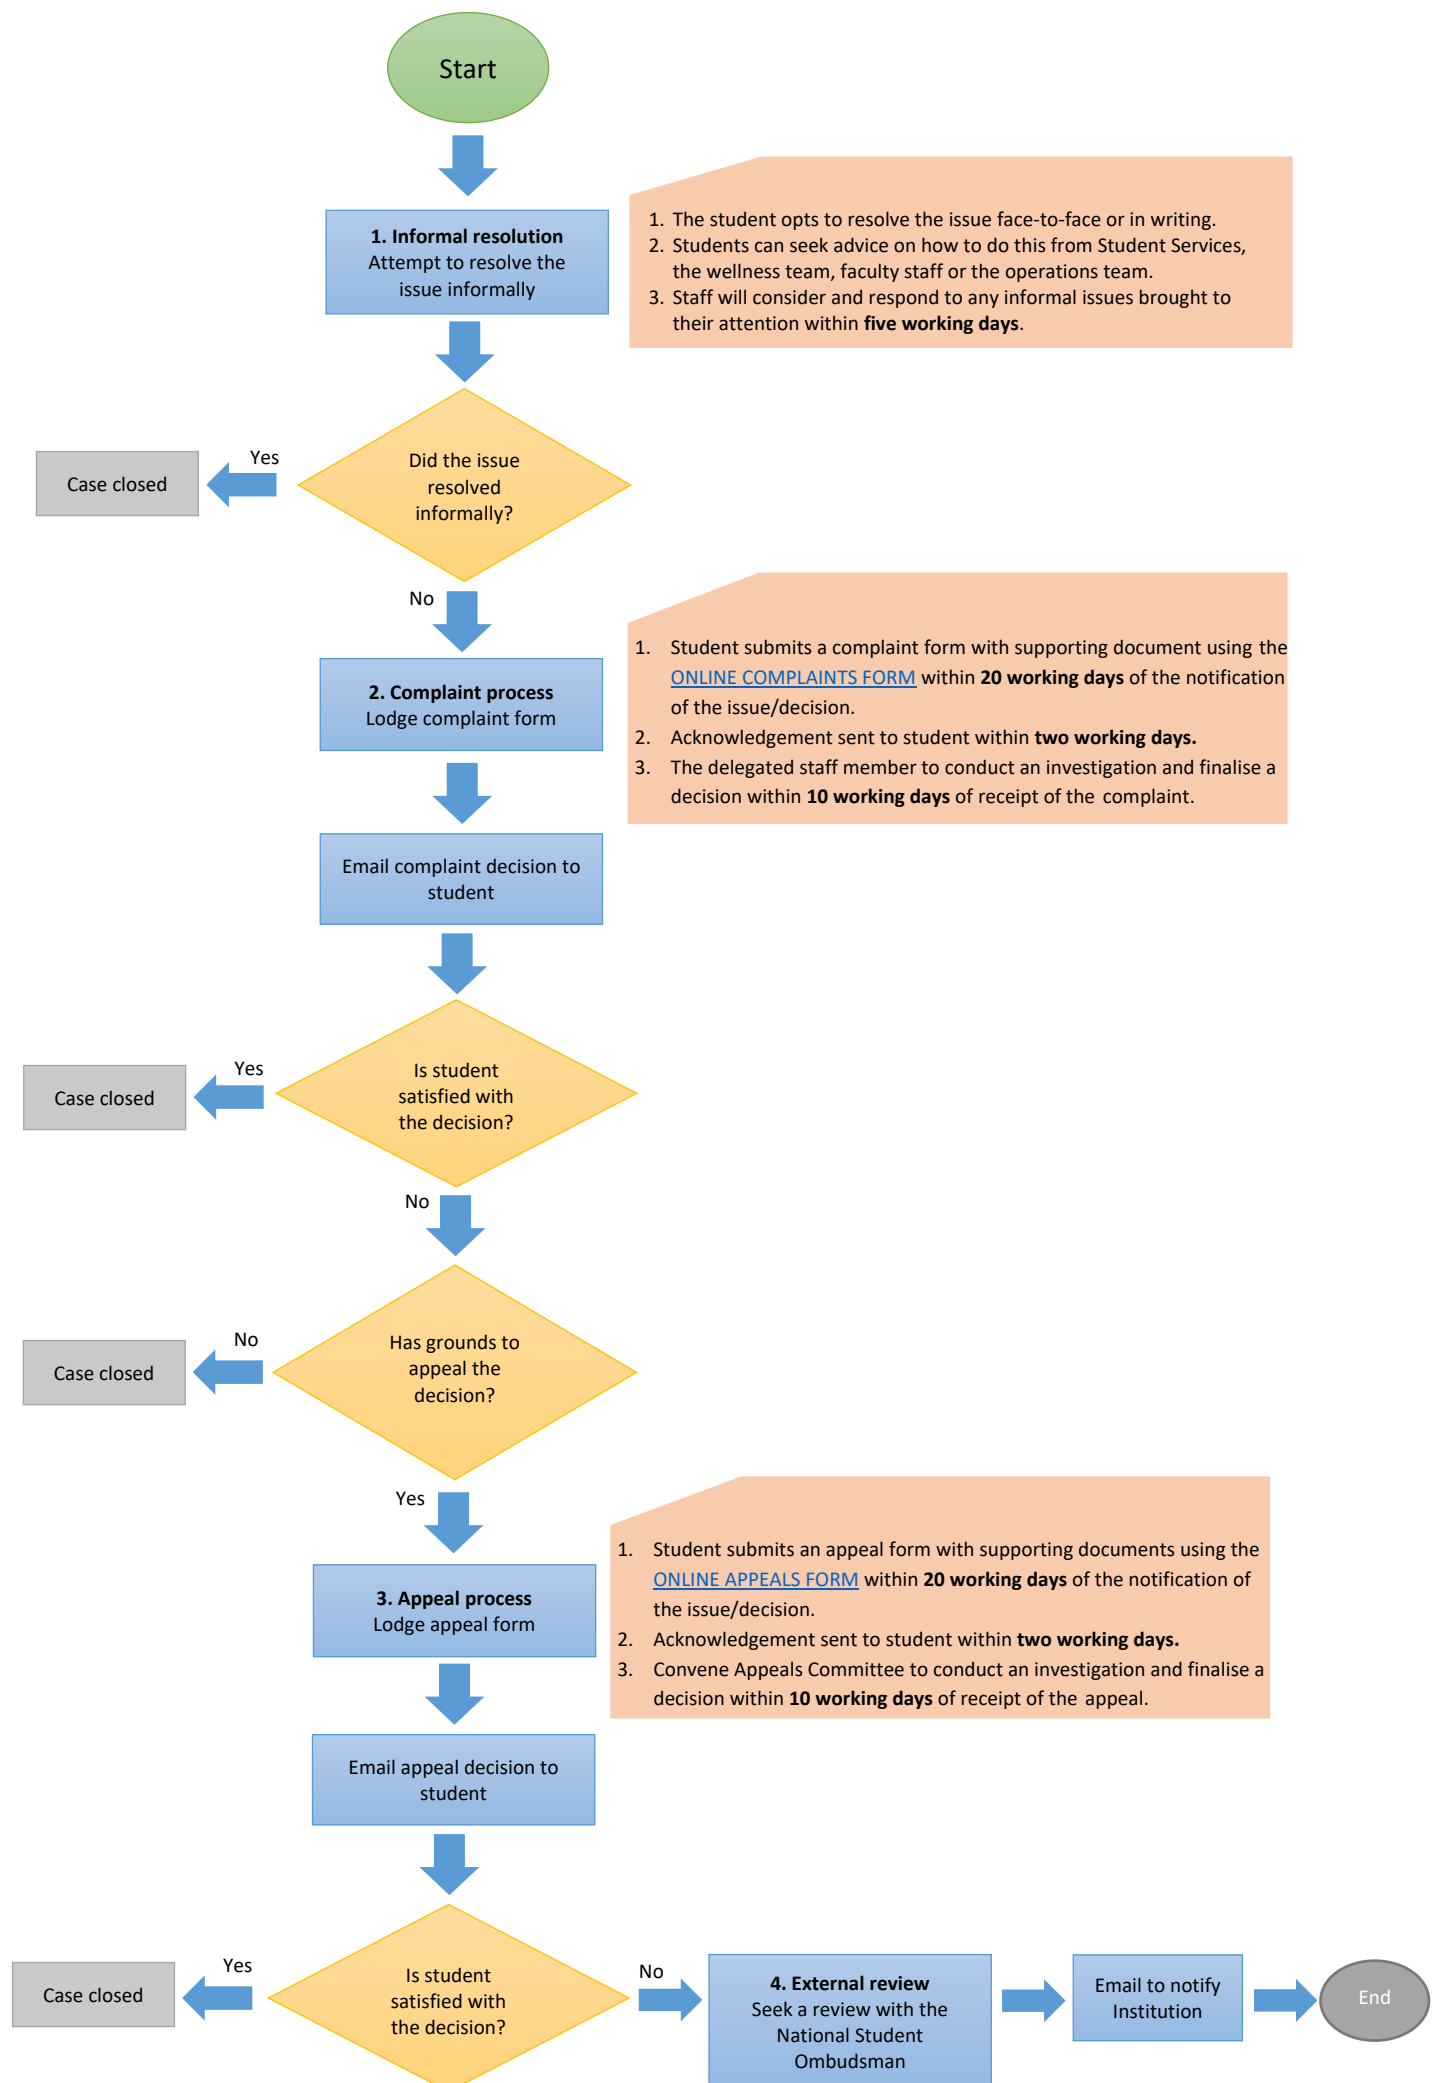 Start
1. Informal resolution
Attempt to resolve the
issue informally
1. The student opts to resolve the issue face-to-face or in writing.
2. Students can seek advice on how to do this from Student Services,
the wellness team, faculty staff or the operations team.
3. Staff will consider and respond to any informal issues brought to
their attention within five working days.
Did the issue
resolved
informally?
Yes
Case closed
No
2. Complaint process
Lodge complaint form
1. Student submits a complaint form with supporting document using the
ONLINE COMPLAINTS FORM within 20 working days of the notification
of the issue/decision.
2. Acknowledgement sent to student within two working days.
3. The delegated staff member to conduct an investigation and finalise a
decision within 10 working days of receipt of the complaint.
Email complaint decision to
student
Is student
satisfied with
the decision?
Yes
Case closed
No
Has grounds to
appeal the
decision?
No
Case closed
Yes
3. Appeal process
Lodge appeal form
1. Student submits an appeal form with supporting documents using the
ONLINE APPEALS FORM within 20 working days of the notification of
the issue/decision.
2. Acknowledgement sent to student within two working days.
3. Convene Appeals Committee to conduct an investigation and finalise a
decision within 10 working days of receipt of the appeal.
Email appeal decision to
student
Is student
satisfied with
the decision?
Yes
Case closed
No
4. External review
Seek a review with the
National Student
Ombudsman
Email to notify
Institution
End